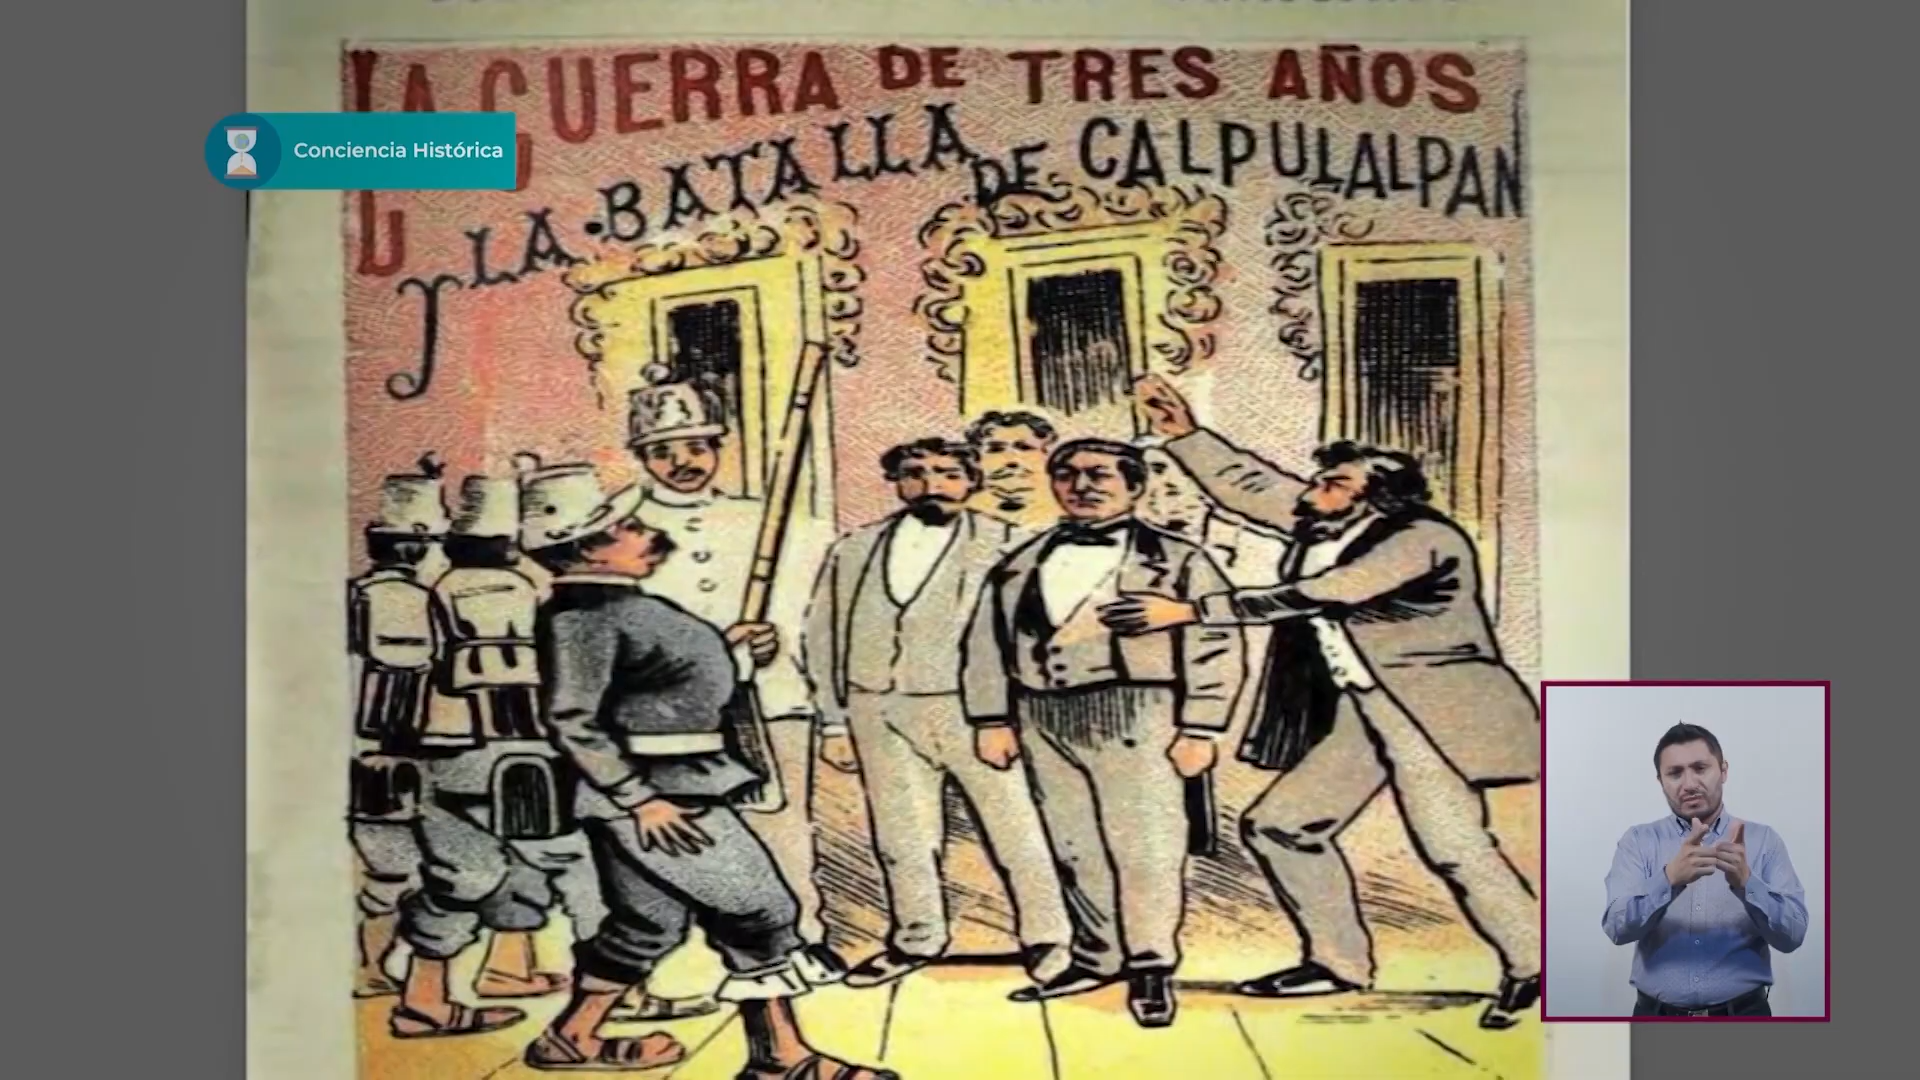 LA GUERRA DE TRES AÑOS
Y LA BATALLA DE CALPULALPAN
Conciencia Histórica